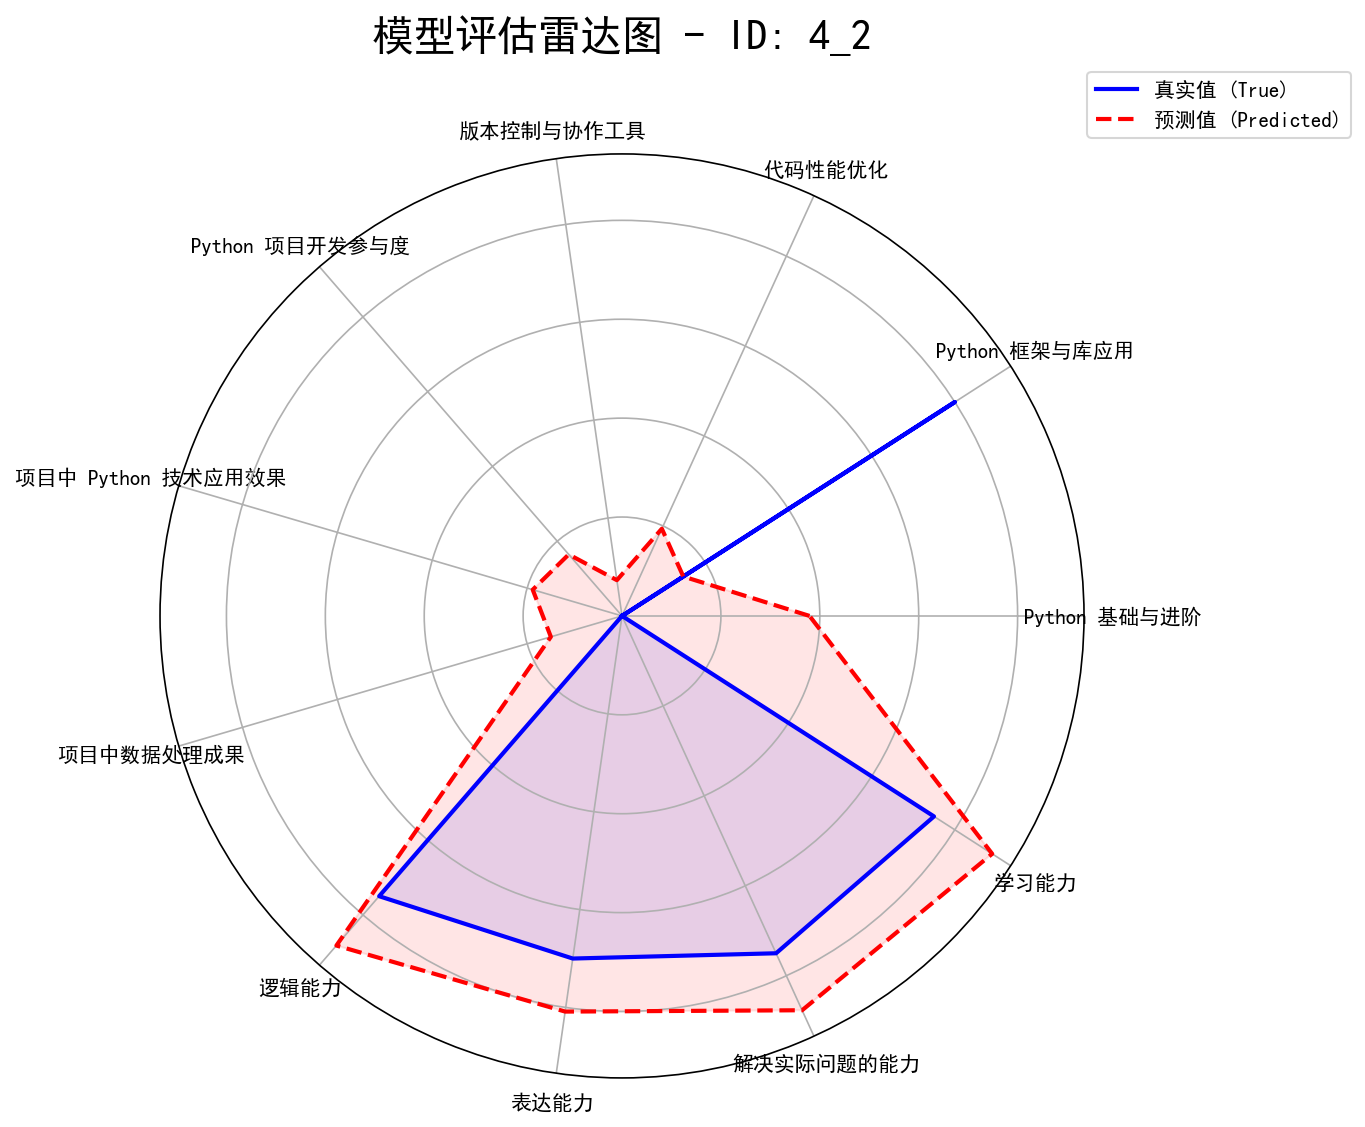 模型评估雷达图 - ID: 4_2
真实值 (True)
预测值 (Predicted)
版本控制与协作工具
代码性能优化
Python 项目开发参与度
Python 框架与库应用
项目中 Python 技术应用效果
Python 基础与进阶
项目中数据处理成果
学习能力
逻辑能力
解决实际问题的能力
表达能力